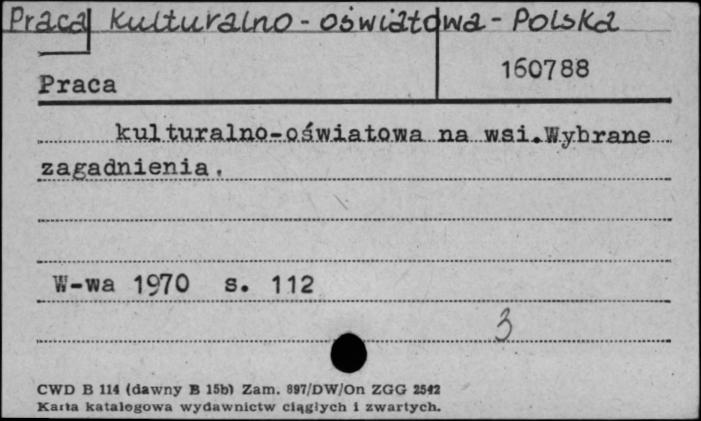 Praca kulturalno-oświatowa - Polska
160788
Praca
kulturalno-oświatowa na wsi.Wybrane
zagadnienia.
W-wa 1970 s. 112
3
CWD B 114 (dawny B 15b) Zam. 897/DW/On ZGG 2542
Karta katalogowa wydawnictw ciągłych i zwartych.